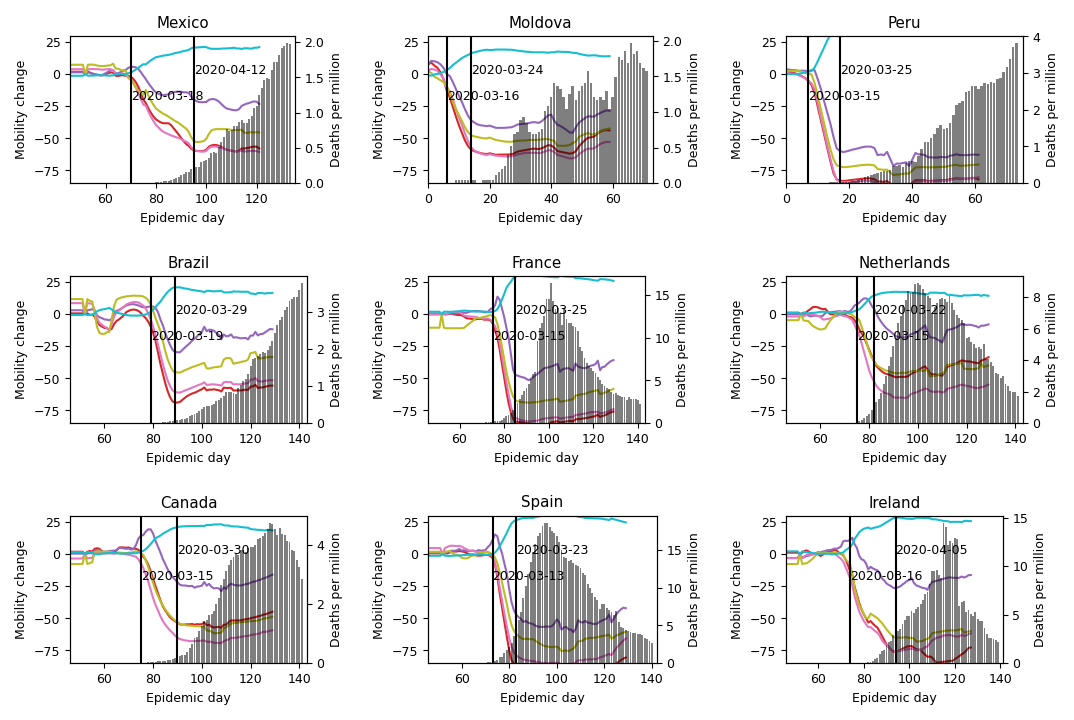 Mexico
25
0
−25
−50
−75
Mobility change
2020-04-12
2020-03-18
2.0
1.5
1.0
0.5
0.0
Deaths per million
60 80 100 120
Epidemic day
Moldova
25
0
−25
−50
−75
Mobility change
2020-03-24
2020-03-16
2.0
1.5
1.0
0.5
0.0
Deaths per million
0 20 40 60
Epidemic day
Peru
25
0
−25
−50
−75
Mobility change
2020-03-25
2020-03-15
4
3
2
1
0
Deaths per million
0 20 40 60
Epidemic day
Brazil
25
0
−25
−50
−75
Mobility change
2020-03-29
2020-03-19
3
2
1
0
Deaths per million
60 80 100 120 140
Epidemic day
France
25
0
−25
−50
−75
Mobility change
2020-03-25
2020-03-15
15
10
5
0
Deaths per million
60 80 100 120 140
Epidemic day
Netherlands
25
0
−25
−50
−75
Mobility change
2020-03-22
2020-03-15
8
6
4
2
0
Deaths per million
60 80 100 120 140
Epidemic day
Canada
25
0
−25
−50
−75
Mobility change
2020-03-30
2020-03-15
4
2
0
Deaths per million
60 80 100 120 140
Epidemic day
Spain
25
0
−25
−50
−75
Mobility change
2020-03-23
2020-03-13
15
10
5
0
Deaths per million
60 80 100 120 140
Epidemic day
Ireland
25
0
−25
−50
−75
Mobility change
2020-04-05
2020-03-16
15
10
5
0
Deaths per million
60 80 100 120 140
Epidemic day